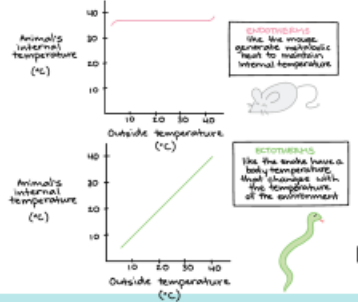 Animal's
internal
temperature
(°C)
40
30
20
10
10 20 30 40
Outside temperature
(°C)
ENDOTHERMS
like the mouse
generate metabolic
heat to maintain
internal temperature
Animal's
internal
temperature
(°C)
40
30
20
10
10 20 30 40
Outside temperature
(°C)
ECTOTHERMS
like the snake have a
body temperature
that changes with
the temperature
of the environment